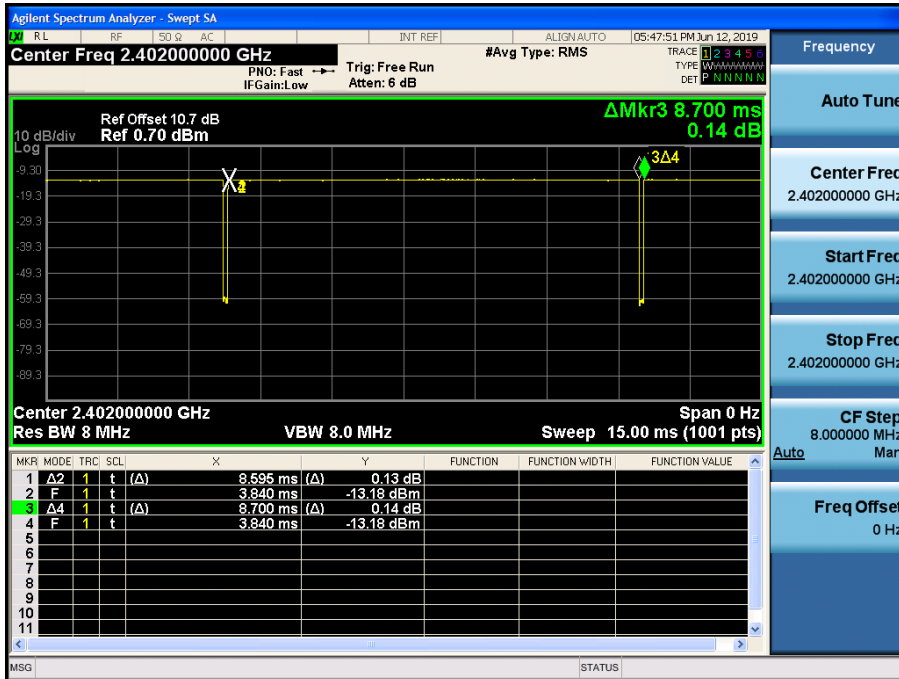 Agilent Spectrum Analyzer - Swept SA
LXI RL RF 50 Ω AC INT REF ALIGN AUTO 05:47:51 PM Jun 12, 2019
Center Freq 2.402000000 GHz
PNO: Fast
IFGain:Low
Trig: Free Run
Atten: 6 dB
#Avg Type: RMS
TRACE 1 2 3 4 5 6
TYPE WWWWWWW
DET P N N N N N
Frequency
Auto Tune
Center Freq
2.402000000 GHz
Start Freq
2.402000000 GHz
Stop Freq
2.402000000 GHz
CF Step
8.000000 MHz
Auto Man
Freq Offset
0 Hz
ΔMkr3 8.700 ms
0.14 dB
Ref Offset 10.7 dB
10 dB/div Ref 0.70 dBm
Log
3Δ4
-9.30
-19.3
-29.3
-39.3
-49.3
-59.3
-69.3
-79.3
-89.3
Center 2.402000000 GHz Span 0 Hz
Res BW 8 MHz VBW 8.0 MHz Sweep 15.00 ms (1001 pts)
MKR MODE TRC SCL X Y FUNCTION FUNCTION WIDTH FUNCTION VALUE
1 Δ2 1 t (Δ) 8.595 ms (Δ) 0.13 dB
2 F 1 t 3.840 ms -13.18 dBm
3 Δ4 1 t (Δ) 8.700 ms (Δ) 0.14 dB
4 F 1 t 3.840 ms -13.18 dBm
5
6
7
8
9
10
11
MSG STATUS